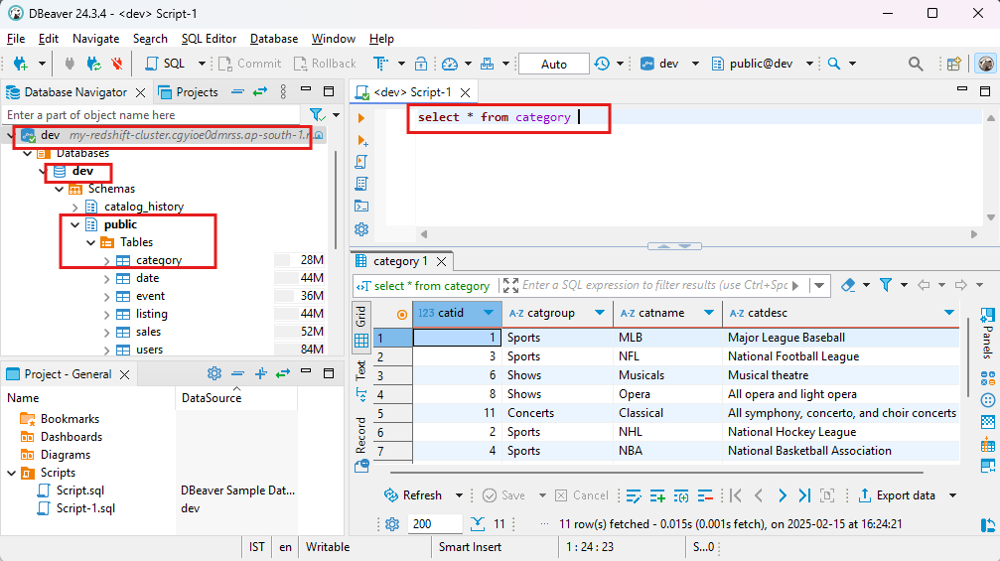 DBeaver 24.3.4 - <dev> Script-1
File Edit Navigate Search SQL Editor Database Window Help
SQL Commit Rollback Auto dev public@dev
Database Navigator Projects
<dev> Script-1
Enter a part of object name here
dev my-redshift-cluster.cgyioe0dmrss.ap-south-1.r
Databases
dev
Schemas
catalog_history
public
Tables
category 28M
date 44M
event 36M
listing 44M
sales 52M
users 84M
select * from category
category 1
select * from category Enter a SQL expression to filter results (use Ctrl+Spc
Grid
Text
Record
123 catid A-Z catgroup A-Z catname A-Z catdesc
1 1 Sports MLB Major League Baseball
2 3 Sports NFL National Football League
3 6 Shows Musicals Musical theatre
4 8 Shows Opera All opera and light opera
5 11 Concerts Classical All symphony, concerto, and choir concerts
6 2 Sports NHL National Hockey League
7 4 Sports NBA National Basketball Association
Panels
Refresh Save Cancel Export data
200 11 11 row(s) fetched - 0.015s (0.001s fetch), on 2025-02-15 at 16:24:21
Project - General
Name DataSource
Bookmarks
Dashboards
Diagrams
Scripts
Script.sql DBeaver Sample Dat...
Script-1.sql dev
IST en Writable Smart Insert 1 : 24 : 23 S...0